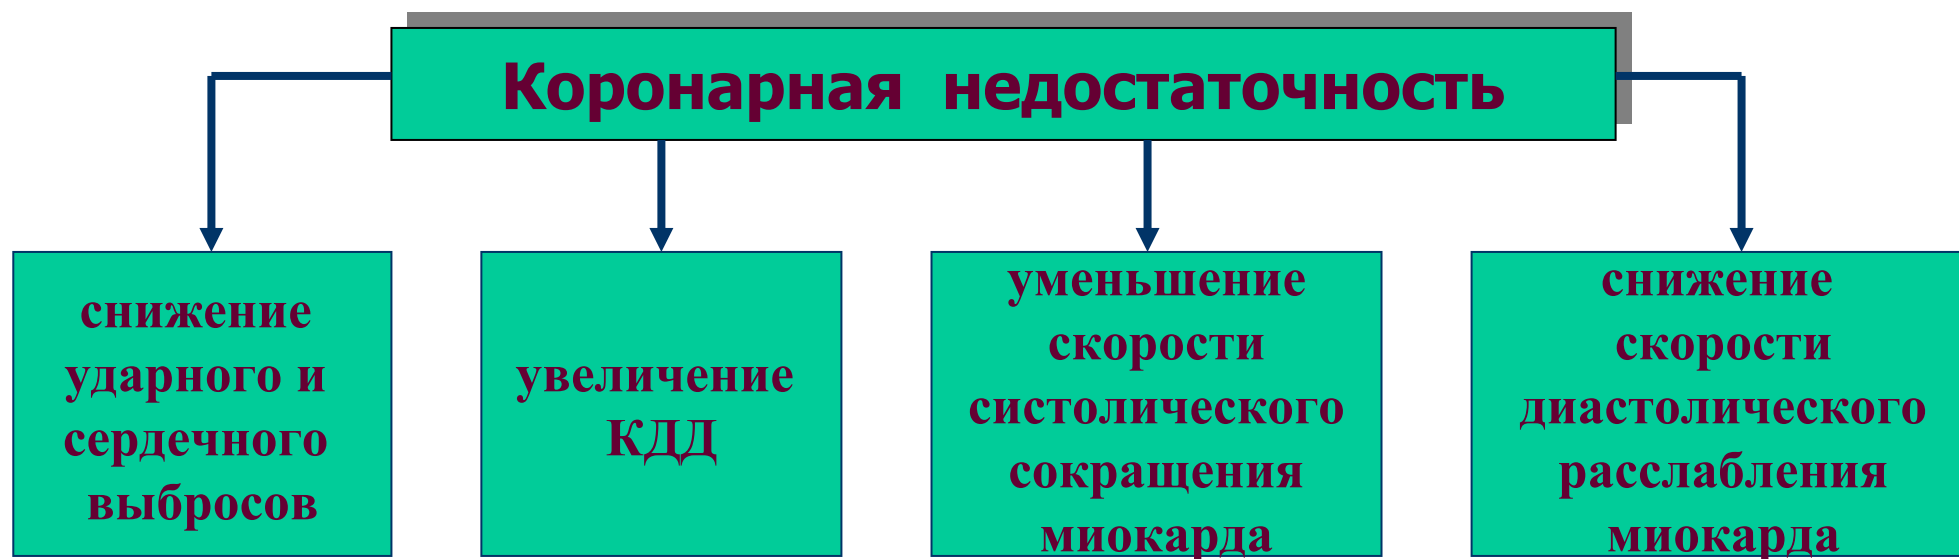 Коронарная недостаточность
снижение
ударного и
сердечного
выбросов
увеличение
КДД
уменьшение
скорости
систолического
сокращения
миокарда
снижение
скорости
диастолического
расслабления
миокарда